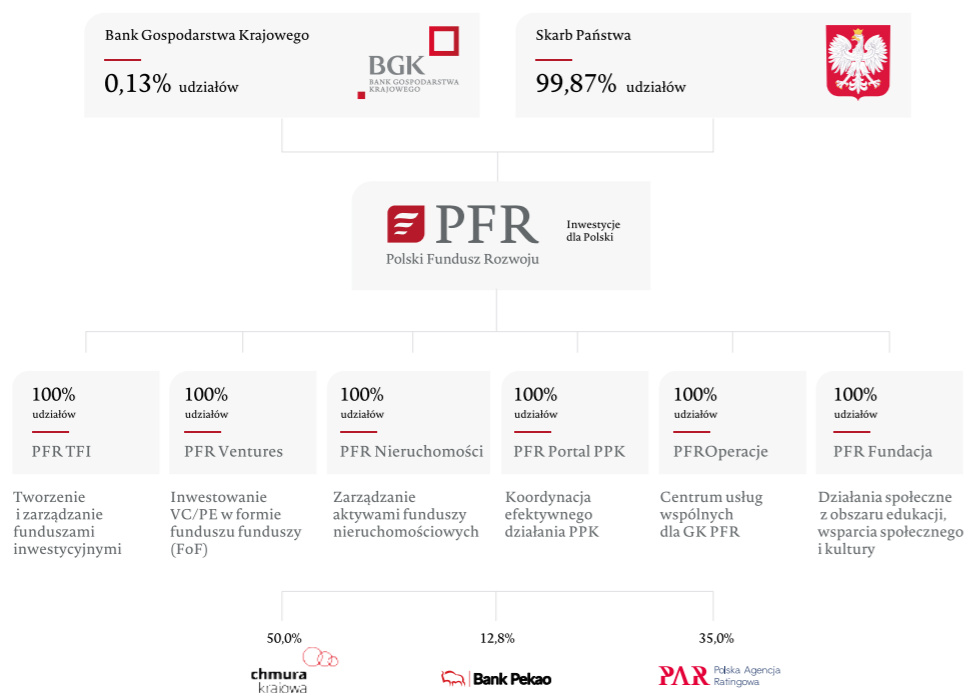 Bank Gospodarstwa Krajowego
0,13% udziałów
BGK
BANK GOSPODARSTWA
KRAJOWEGO
Skarb Państwa
99,87% udziałów
PFR
Polski Fundusz Rozwoju
Inwestycje
dla Polski
100%
udziałów
PFR TFI
Tworzenie
i zarządzanie
funduszami
inwestycyjnymi
100%
udziałów
PFR Ventures
Inwestowanie
VC/PE w formie
funduszu funduszy
(FoF)
100%
udziałów
PFR Nieruchomości
Zarządzanie
aktywami funduszy
nieruchomościowych
100%
udziałów
PFR Portal PPK
Koordynacja
efektywnego
działania PPK
100%
udziałów
PFROperacje
Centrum usług
wspólnych
dla GK PFR
100%
udziałów
PFR Fundacja
Działania społeczne
z obszaru edukacji,
wsparcia społecznego
i kultury
50,0%
chmura
krajowa
12,8%
Bank Pekao
35,0%
PAR
Polska Agencja
Ratingowa